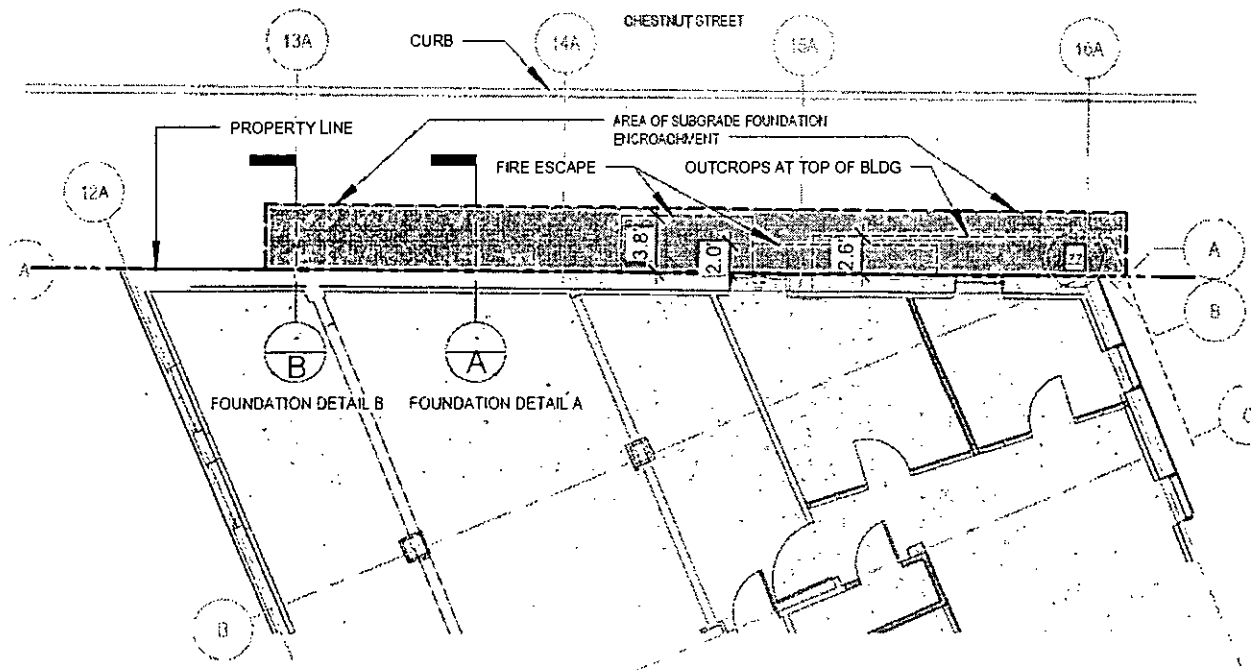 CHESTNUT STREET
13A
14A
15A
16A
CURB
PROPERTY LINE
AREA OF SUBGRADE FOUNDATION
ENCROACHMENT
FIRE ESCAPE
OUTCROPS AT TOP OF BLDG
12A
3.8'
2.0'
2.6'
A
A
B
B
A
B
FOUNDATION DETAIL B
FOUNDATION DETAIL A
C